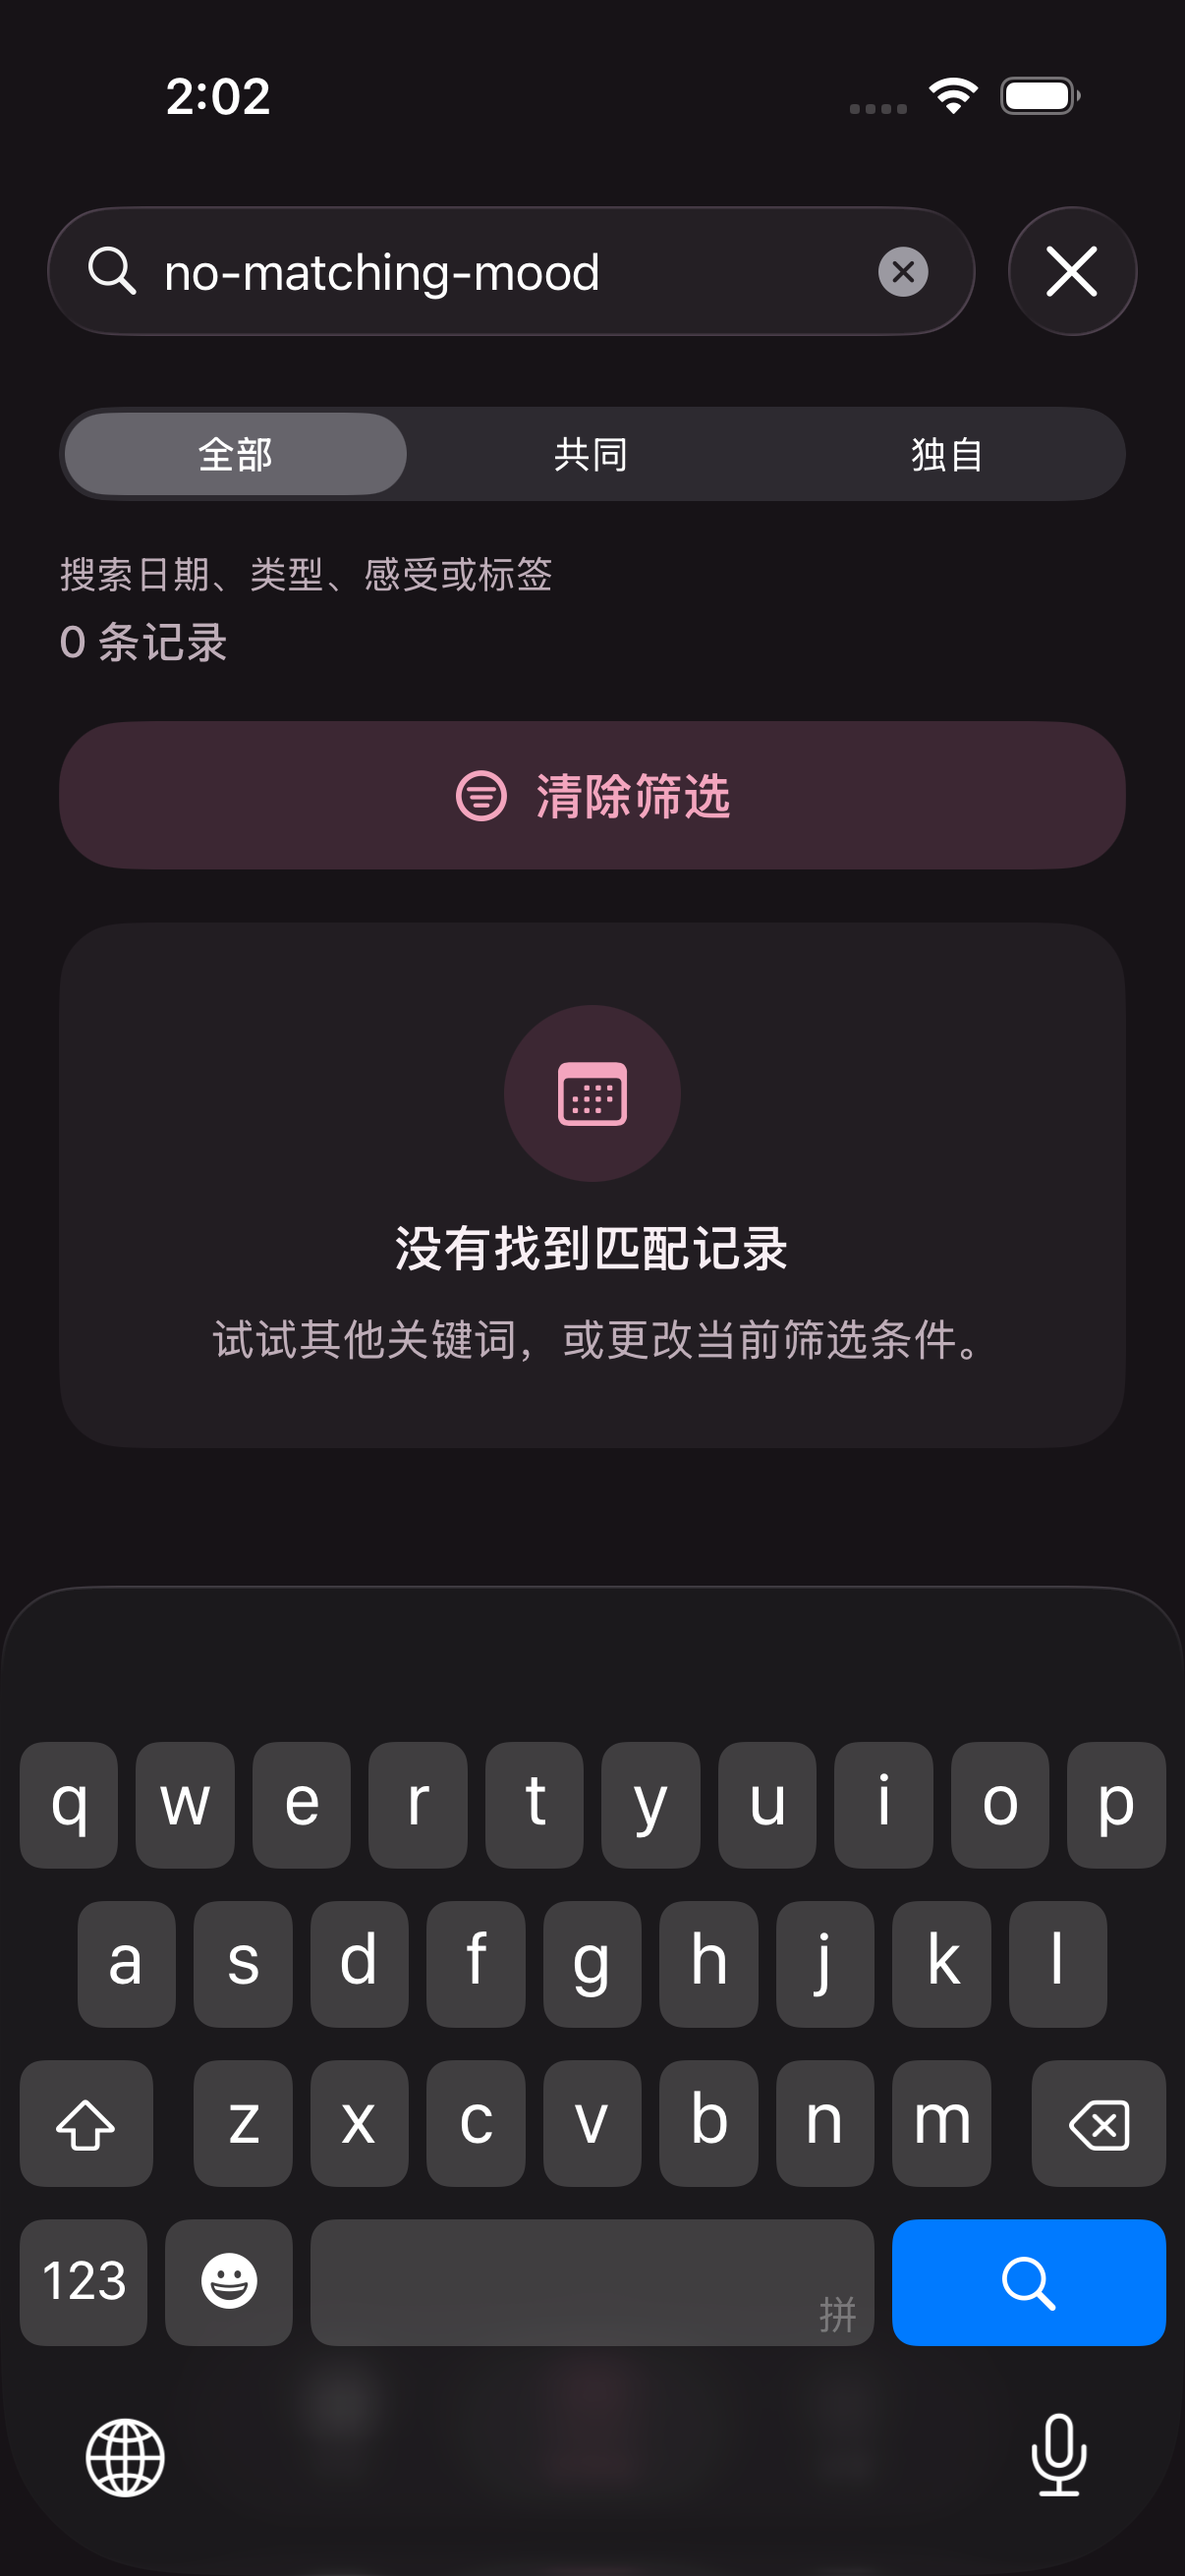 2:02
no-matching-mood
全部 共同 独自
搜索日期、类型、感受或标签
0 条记录
清除筛选
没有找到匹配记录
试试其他关键词，或更改当前筛选条件。
q w e r t y u i o p
a s d f g h j k l
z x c v b n m
123 拼